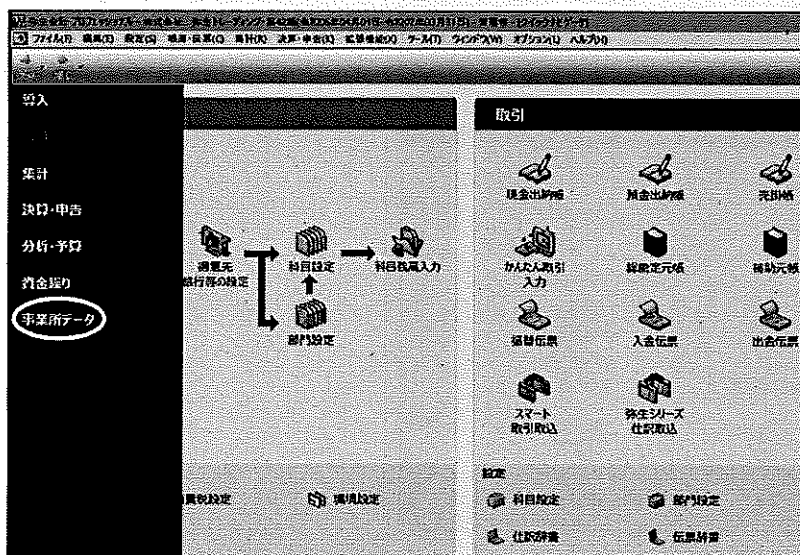 ファイル(F) 編集(E) 設定(S) 帳簿・伝票(C) 集計(R) 決算・申告(K) 拡張機能(X) ツール(T) ウィンドウ(W) オプション(L) ヘルプ(H)
導入
集計
決算・申告
分析・予算
資金繰り
事業所データ
銀行等の設定
科目設定
科目残高入力
部門設定
環境設定
取引
現金出納帳
預金出納帳
売掛帳
かんたん取引
入力
総勘定元帳
補助元帳
振替伝票
入金伝票
出金伝票
スマート
取引取込
弥生シリーズ
仕訳取込
設定
科目設定
部門設定
仕訳辞書
伝票辞書